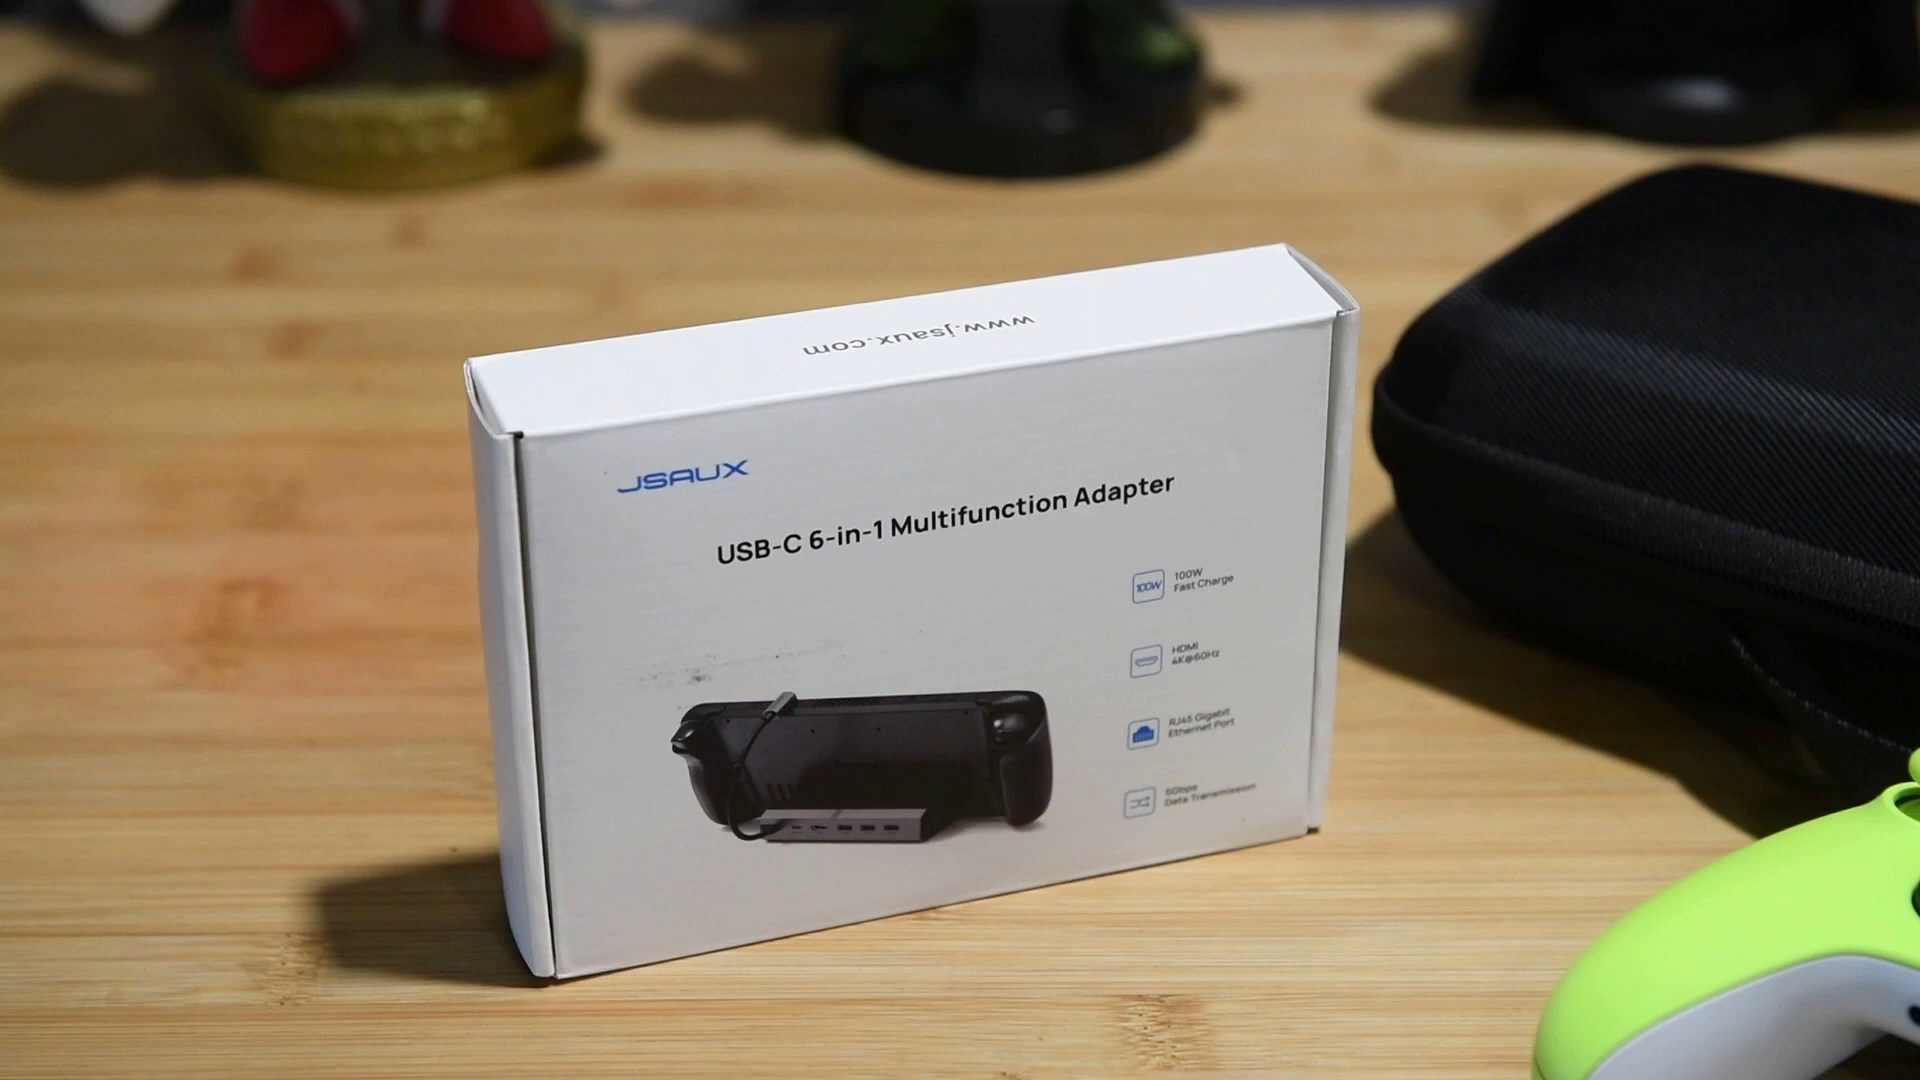 www.jsaux.com
JSAUX
USB-C 6-in-1 Multifunction Adapter
100W
100W
Fast Charge
HDMI
4K@60Hz
RJ45 Gigabit
Ethernet Port
5Gbps
Data Transmission